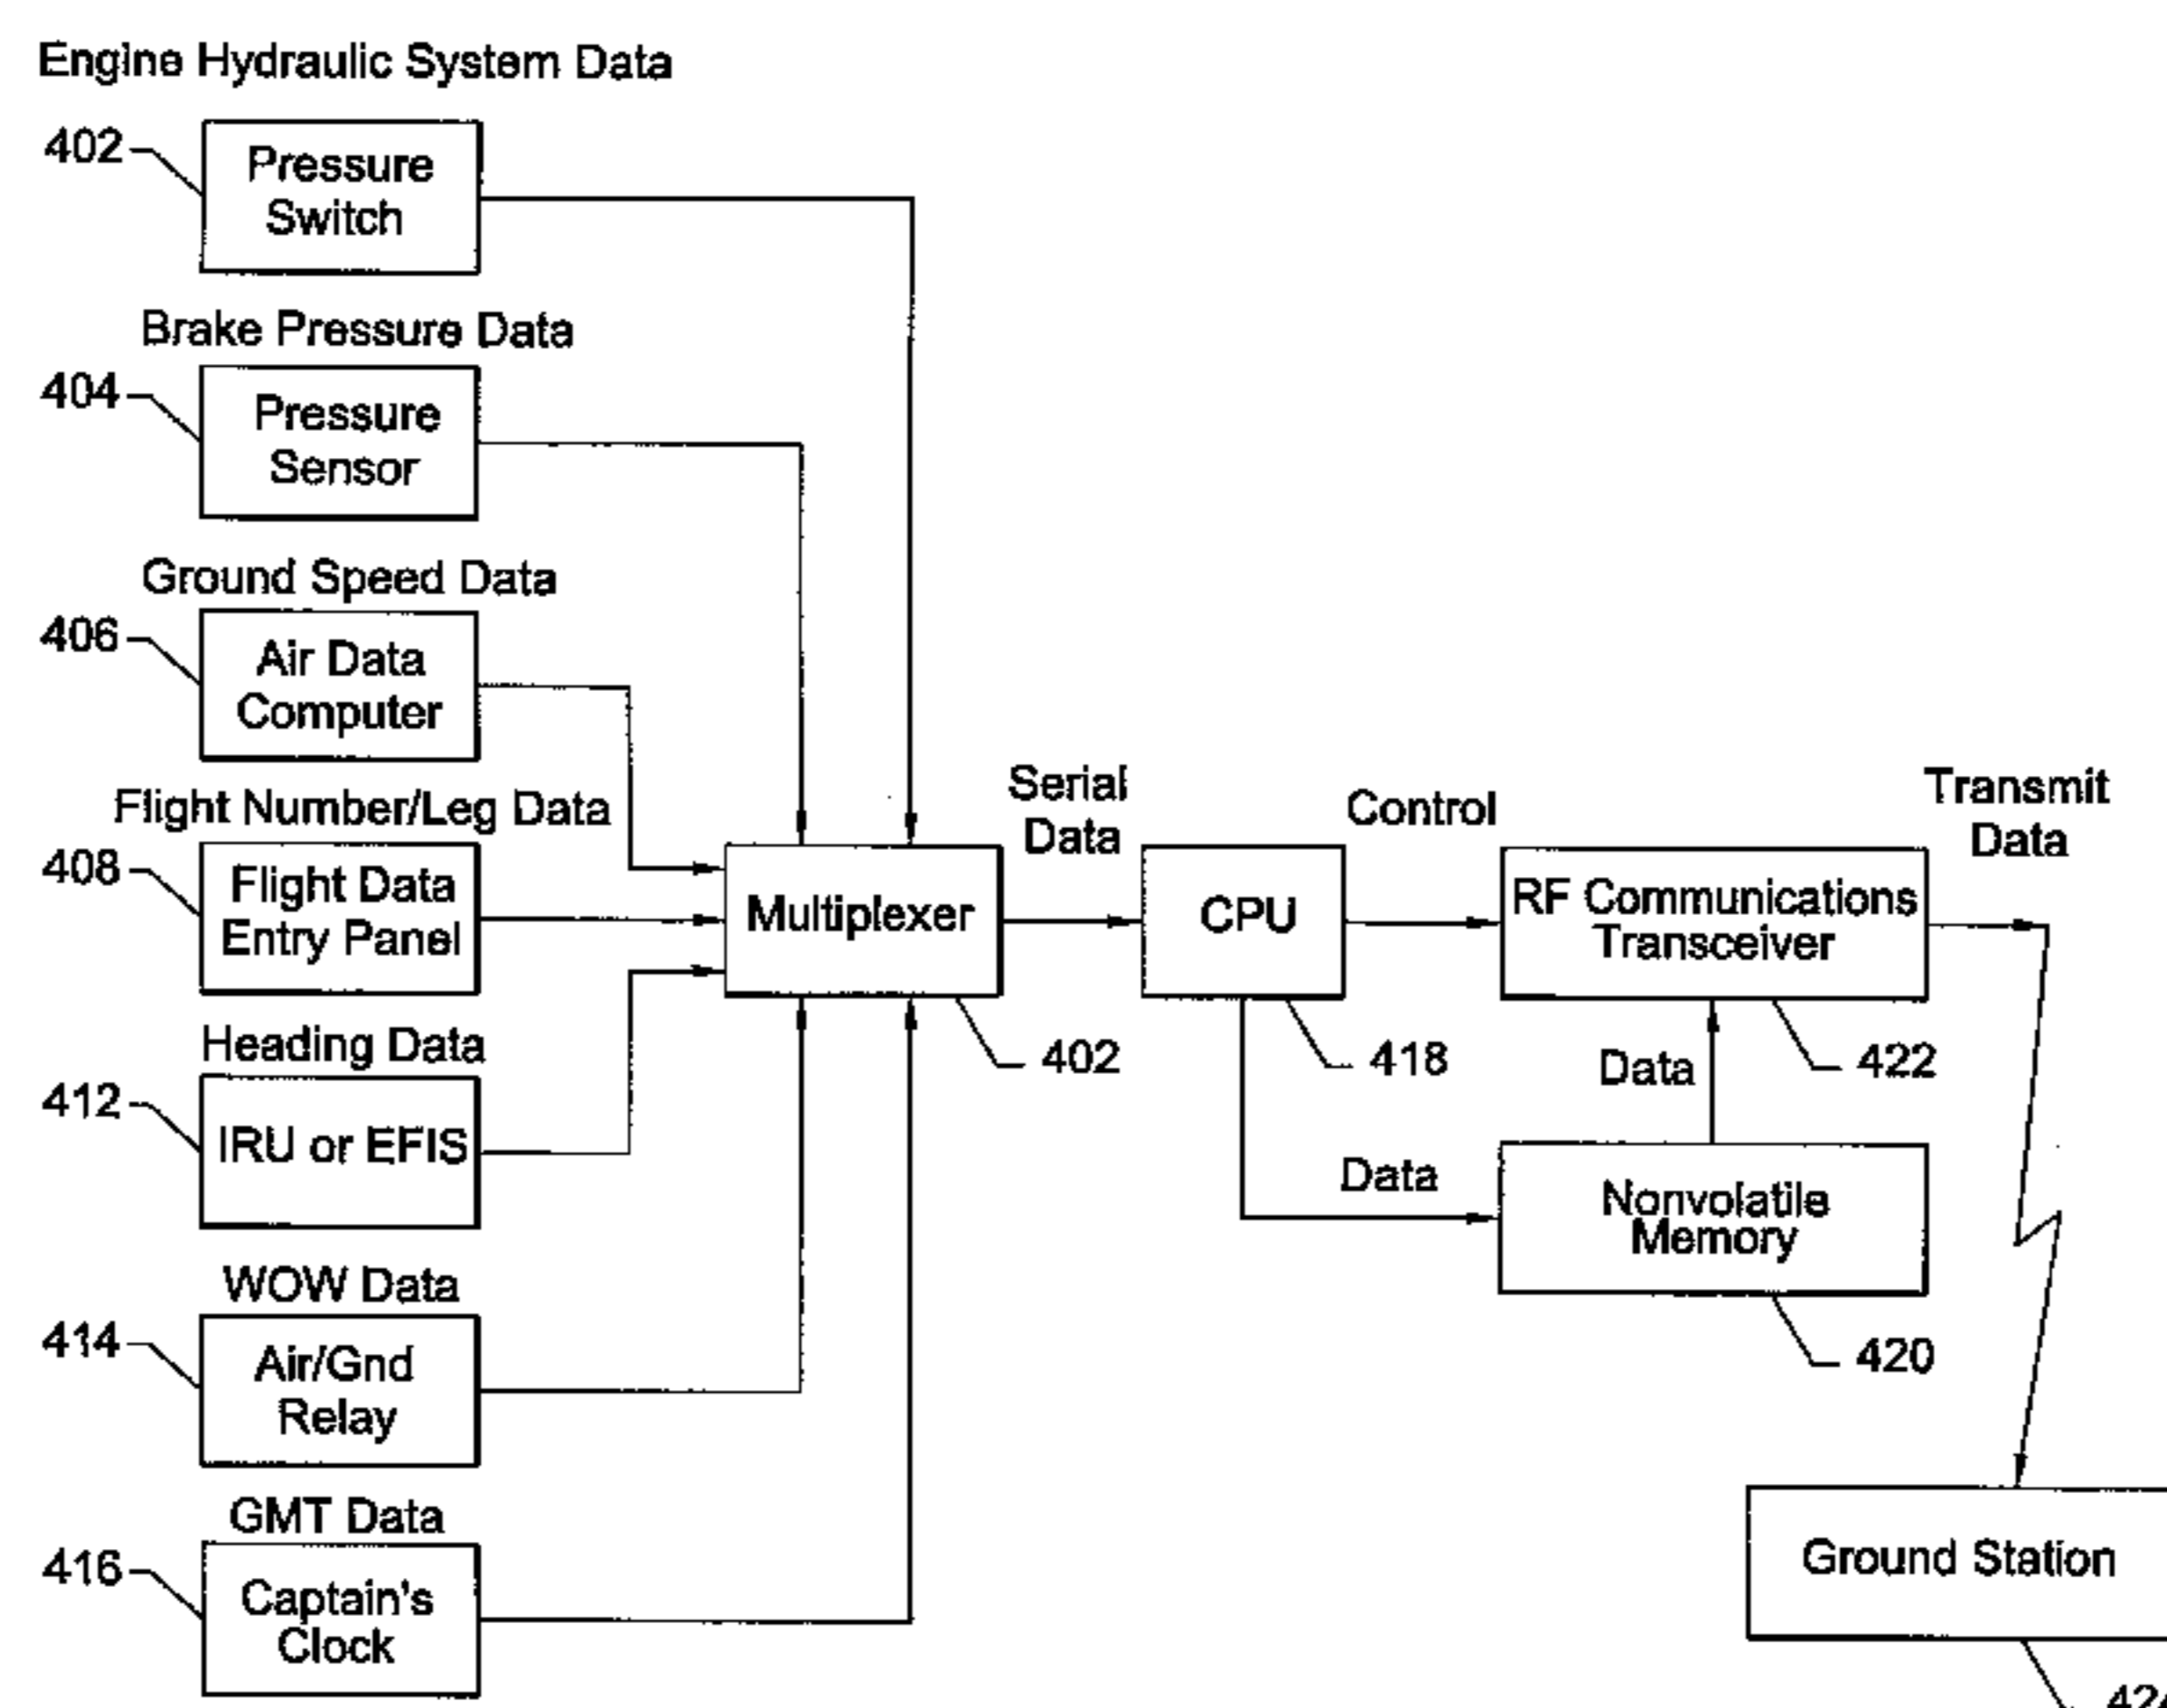 Engine Hydraulic System Data
402
Pressure
Switch
Brake Pressure Data
404
Pressure
Sensor
Ground Speed Data
406
Air Data
Computer
Flight Number/Leg Data
408
Flight Data
Entry Panel
Heading Data
412
IRU or EFIS
WOW Data
414
Air/Gnd
Relay
GMT Data
416
Captain's
Clock
Multiplexer
402
Serial
Data
CPU
418
Control
RF Communications
Transceiver
422
Data
Data
Nonvolatile
Memory
420
Transmit
Data
Ground Station